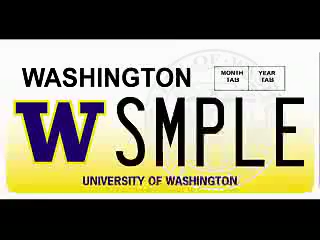 WASHINGTON
MONTH TAB YEAR TAB
W SMPLE
UNIVERSITY OF WASHINGTON